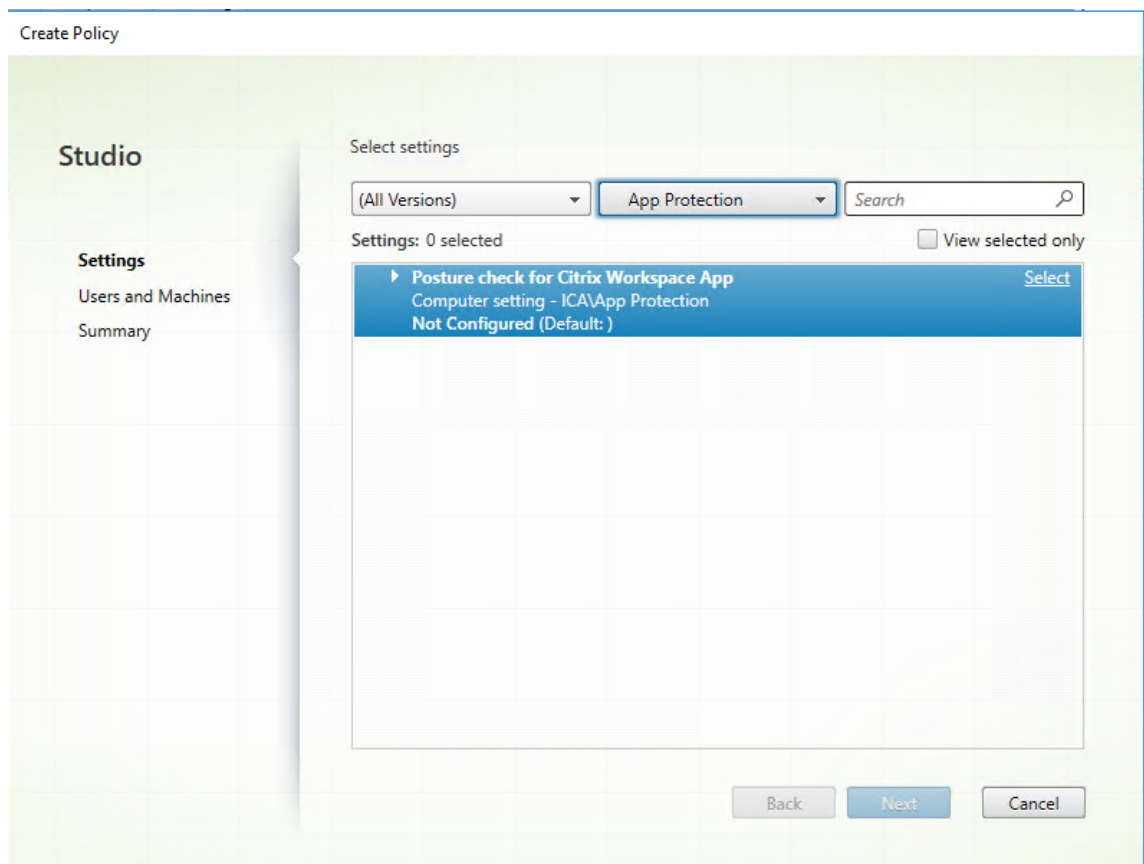 Create Policy
Studio
Settings
Users and Machines
Summary
Select settings
(All Versions) App Protection Search
Settings: 0 selected View selected only
Posture check for Citrix Workspace App Select
Computer setting - ICA\App Protection
Not Configured (Default: )
Back Next Cancel